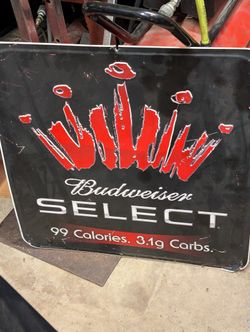 Budweiser
SELECT
99 Calories. 3.1g Carbs.